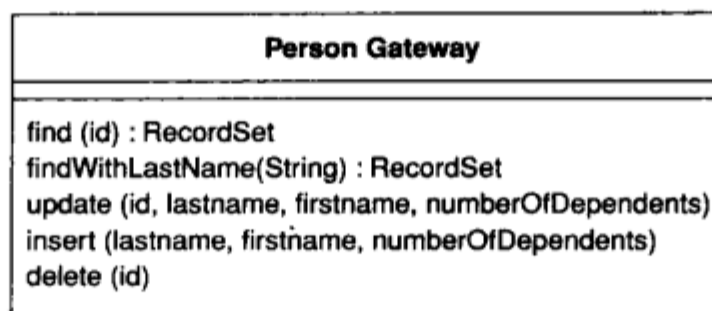 Person Gateway
find (id) : RecordSet
findWithLastName(String) : RecordSet
update (id, lastname, firstname, numberOfDependents)
insert (lastname, firstname, numberOfDependents)
delete (id)